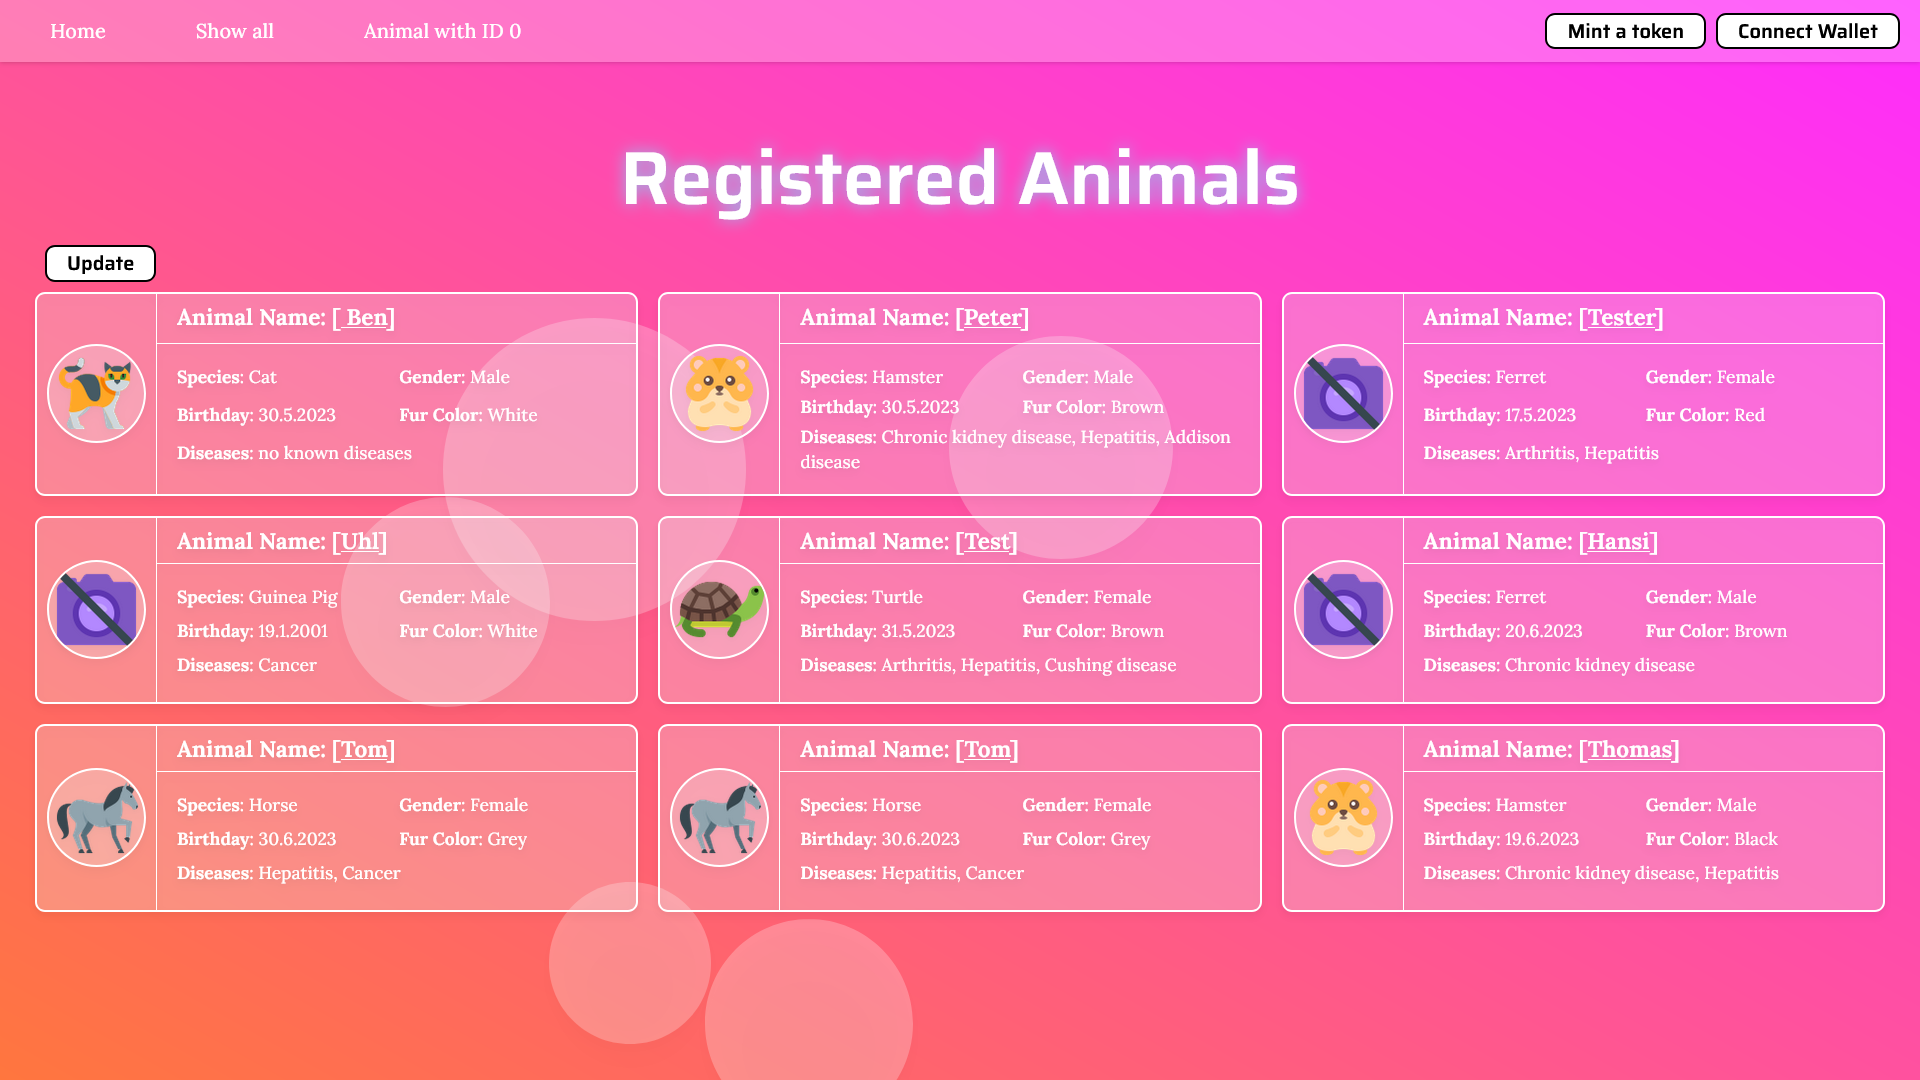 Home Show all Animal with ID 0 Mint a token Connect Wallet
Registered Animals
Update
Animal Name: [ Ben]
Species: Cat Gender: Male
Birthday: 30.5.2023 Fur Color: White
Diseases: no known diseases
Animal Name: [Peter]
Species: Hamster Gender: Male
Birthday: 30.5.2023 Fur Color: Brown
Diseases: Chronic kidney disease, Hepatitis, Addison
disease
Animal Name: [Tester]
Species: Ferret Gender: Female
Birthday: 17.5.2023 Fur Color: Red
Diseases: Arthritis, Hepatitis
Animal Name: [Uhl]
Species: Guinea Pig Gender: Male
Birthday: 19.1.2001 Fur Color: White
Diseases: Cancer
Animal Name: [Test]
Species: Turtle Gender: Female
Birthday: 31.5.2023 Fur Color: Brown
Diseases: Arthritis, Hepatitis, Cushing disease
Animal Name: [Hansi]
Species: Ferret Gender: Male
Birthday: 20.6.2023 Fur Color: Brown
Diseases: Chronic kidney disease
Animal Name: [Tom]
Species: Horse Gender: Female
Birthday: 30.6.2023 Fur Color: Grey
Diseases: Hepatitis, Cancer
Animal Name: [Tom]
Species: Horse Gender: Female
Birthday: 30.6.2023 Fur Color: Grey
Diseases: Hepatitis, Cancer
Animal Name: [Thomas]
Species: Hamster Gender: Male
Birthday: 19.6.2023 Fur Color: Black
Diseases: Chronic kidney disease, Hepatitis